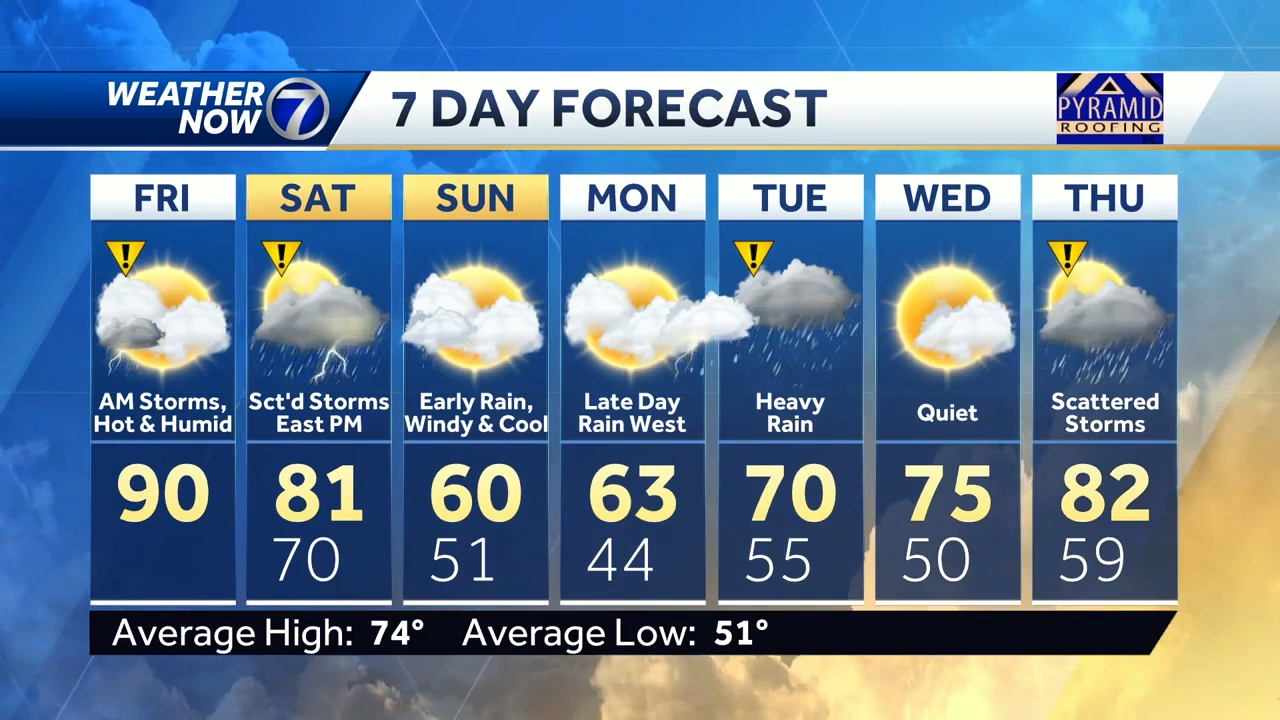 WEATHER
NOW 7
7 DAY FORECAST
PYRAMID
ROOFING
FRI
SAT
SUN
MON
TUE
WED
THU
!
!
!
!
AM Storms,
Hot & Humid
Sct'd Storms
East PM
Early Rain,
Windy & Cool
Late Day
Rain West
Heavy
Rain
Quiet
Scattered
Storms
90
81
60
63
70
75
82
70
51
44
55
50
59
Average High: 74° Average Low: 51°